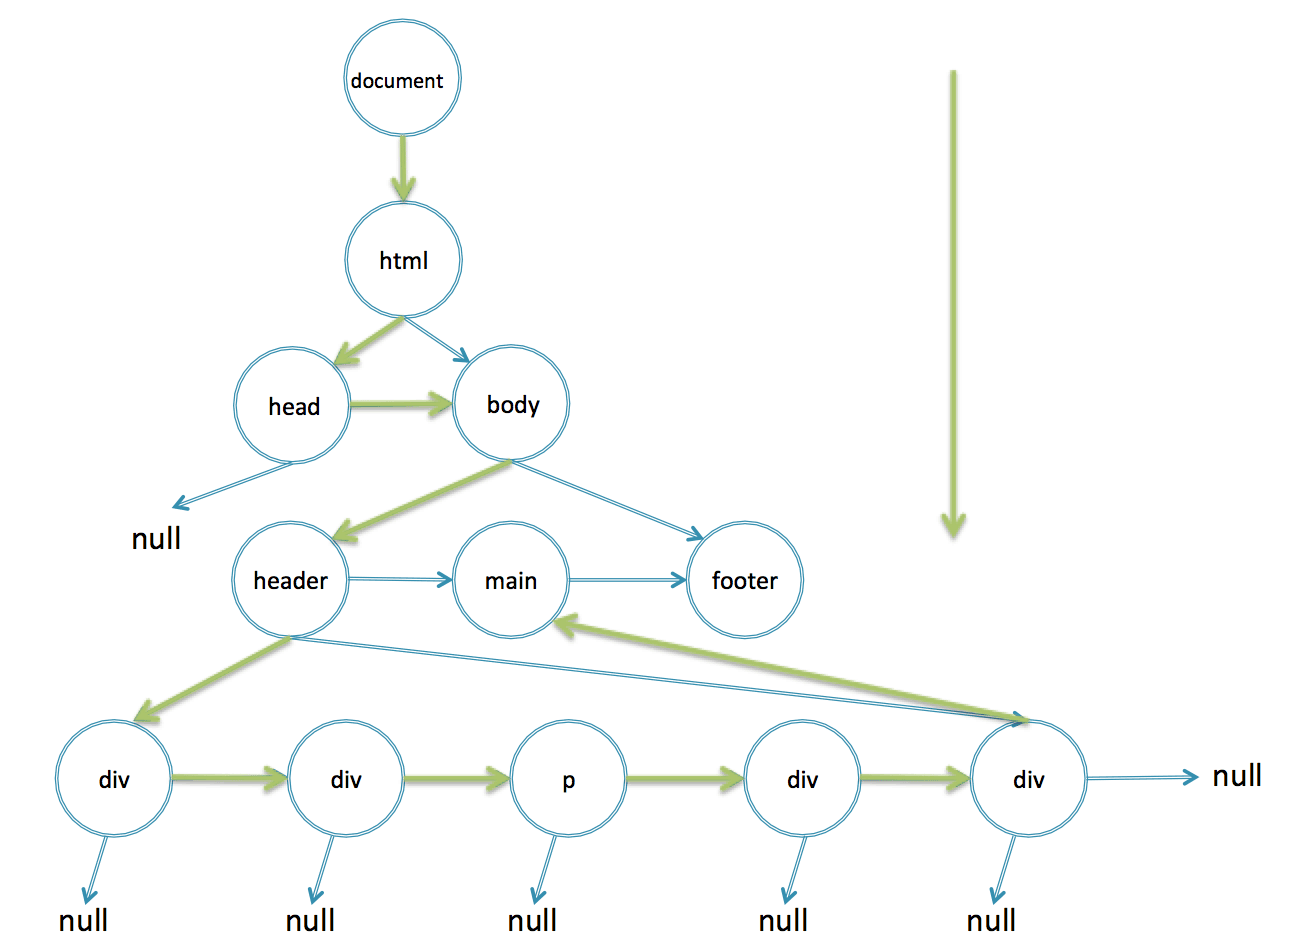 document
html
head
body
null
header
main
footer
div
div
p
div
div
null
null
null
null
null
null